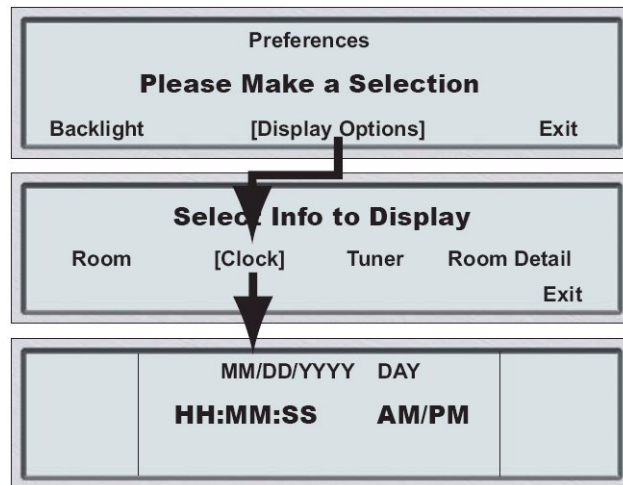 Preferences
Please Make a Selection
Backlight [Display Options] Exit
Select Info to Display
Room [Clock] Tuner Room Detail
Exit
MM/DD/YYYY DAY
HH:MM:SS AM/PM